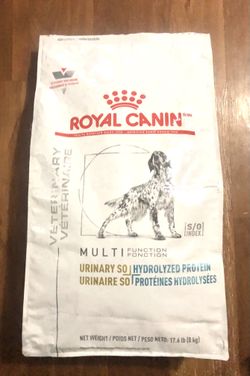 ROYAL CANIN
VETERINARY
VÉTÉRINAIRE
S/O
INDEX
MULTI FUNCTION
FONCTION
URINARY SO HYDROLYZED PROTEIN
URINAIRE SO PROTÉINES HYDROLYSÉES
NET WEIGHT / POIDS NET / PESO NETO: 17.6 lb (8 kg)